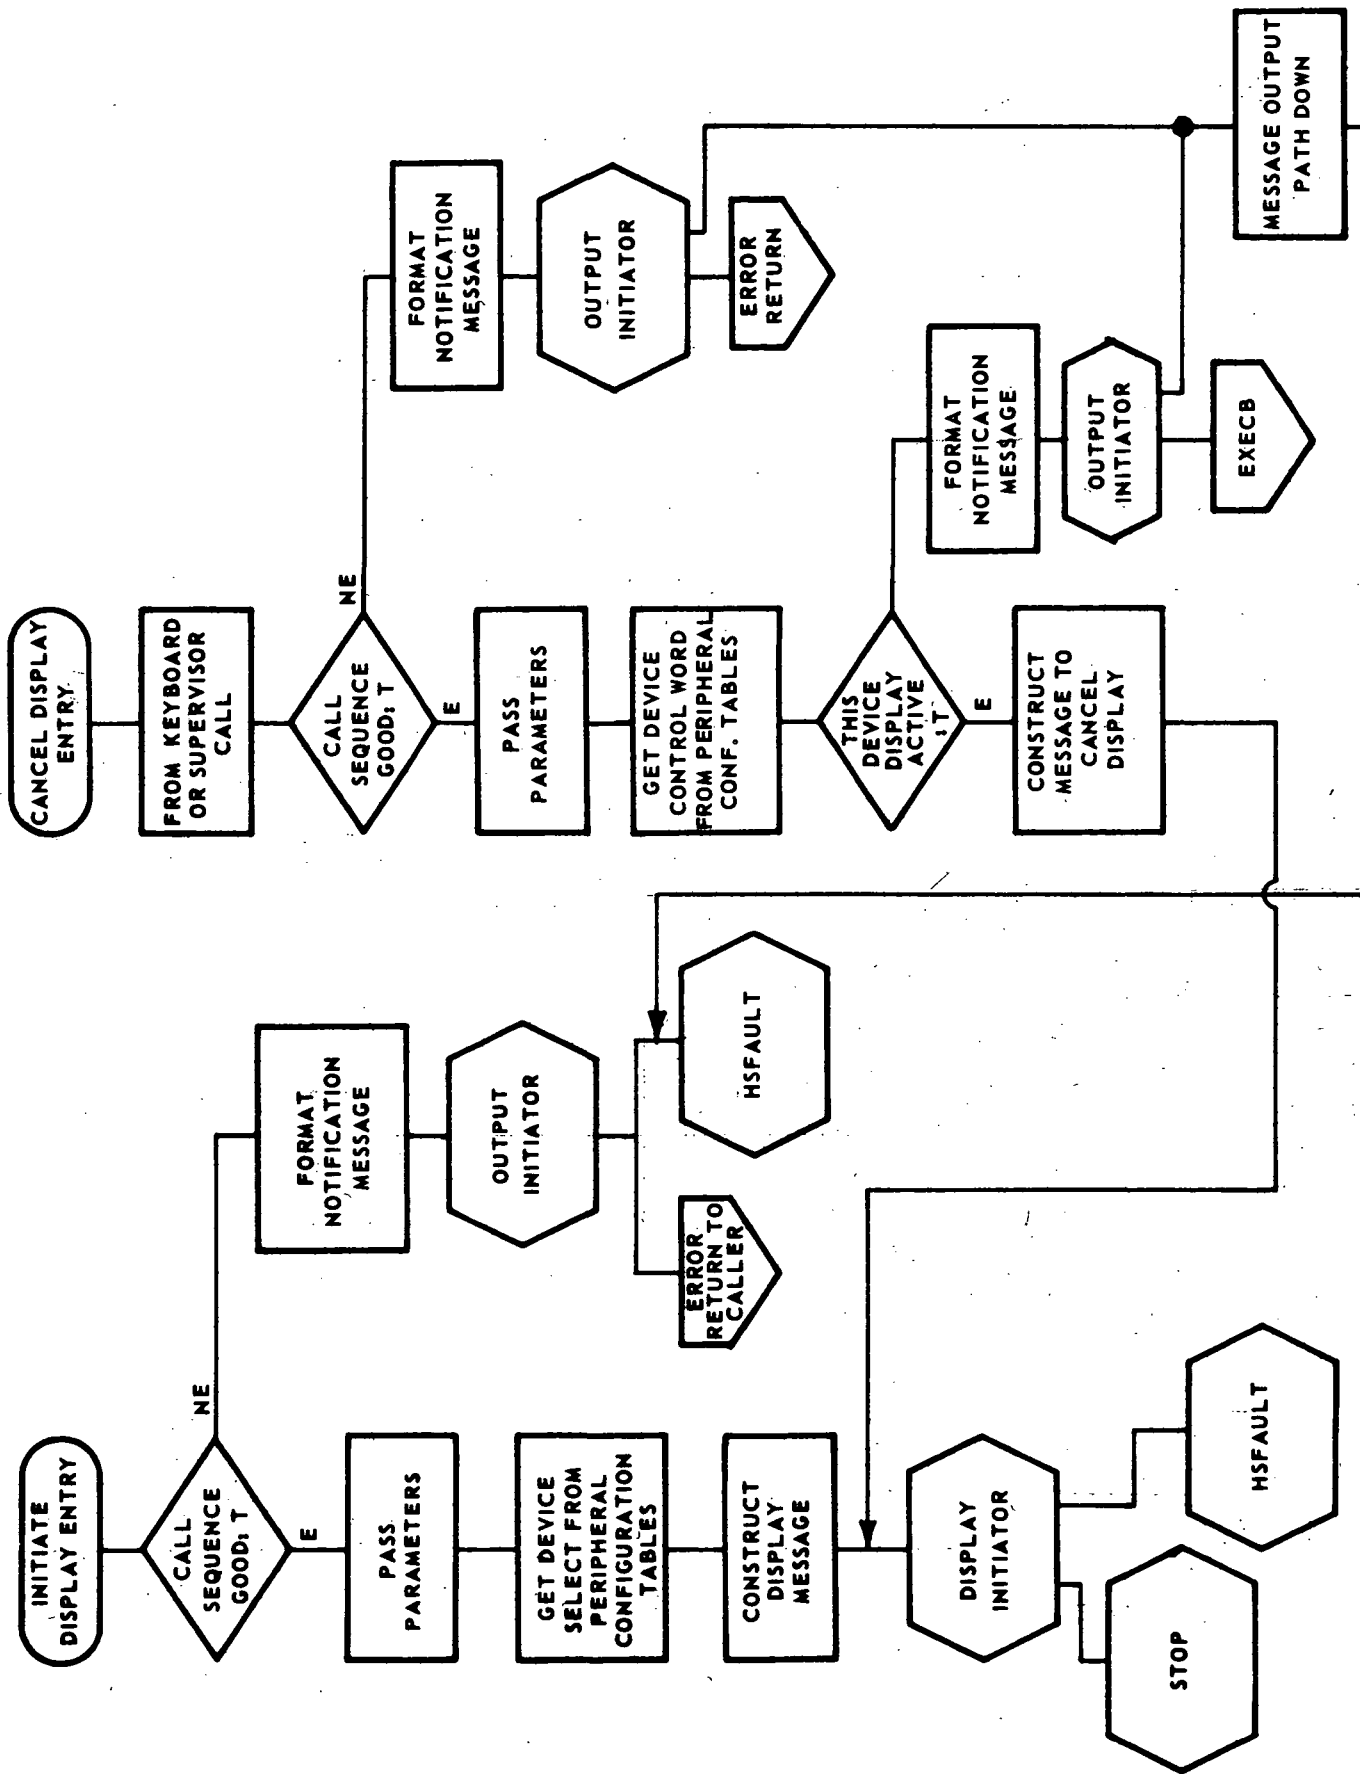 INITIATE
DISPLAY ENTRY
CALL
SEQUENCE
GOOD: T
NE
E
PASS
PARAMETERS
GET DEVICE
SELECT FROM
PERIPHERAL
CONFIGURATION
TABLES
CONSTRUCT
DISPLAY
MESSAGE
DISPLAY
INITIATOR
STOP
HSFAULT
FORMAT
NOTIFICATION
MESSAGE
OUTPUT
INITIATOR
ERROR
RETURN TO
CALLER
HSFAULT
CANCEL DISPLAY
ENTRY
FROM KEYBOARD
OR SUPERVISOR
CALL
CALL
SEQUENCE
GOOD: T
NE
E
PASS
PARAMETERS
GET DEVICE
CONTROL WORD
FROM PERIPHERAL
CONF. TABLES
THIS
DEVICE
DISPLAY
ACTIVE
: T
E
CONSTRUCT
MESSAGE TO
CANCEL
DISPLAY
FORMAT
NOTIFICATION
MESSAGE
OUTPUT
INITIATOR
ERROR
RETURN
FORMAT
NOTIFICATION
MESSAGE
OUTPUT
INITIATOR
EXECB
MESSAGE OUTPUT
PATH DOWN